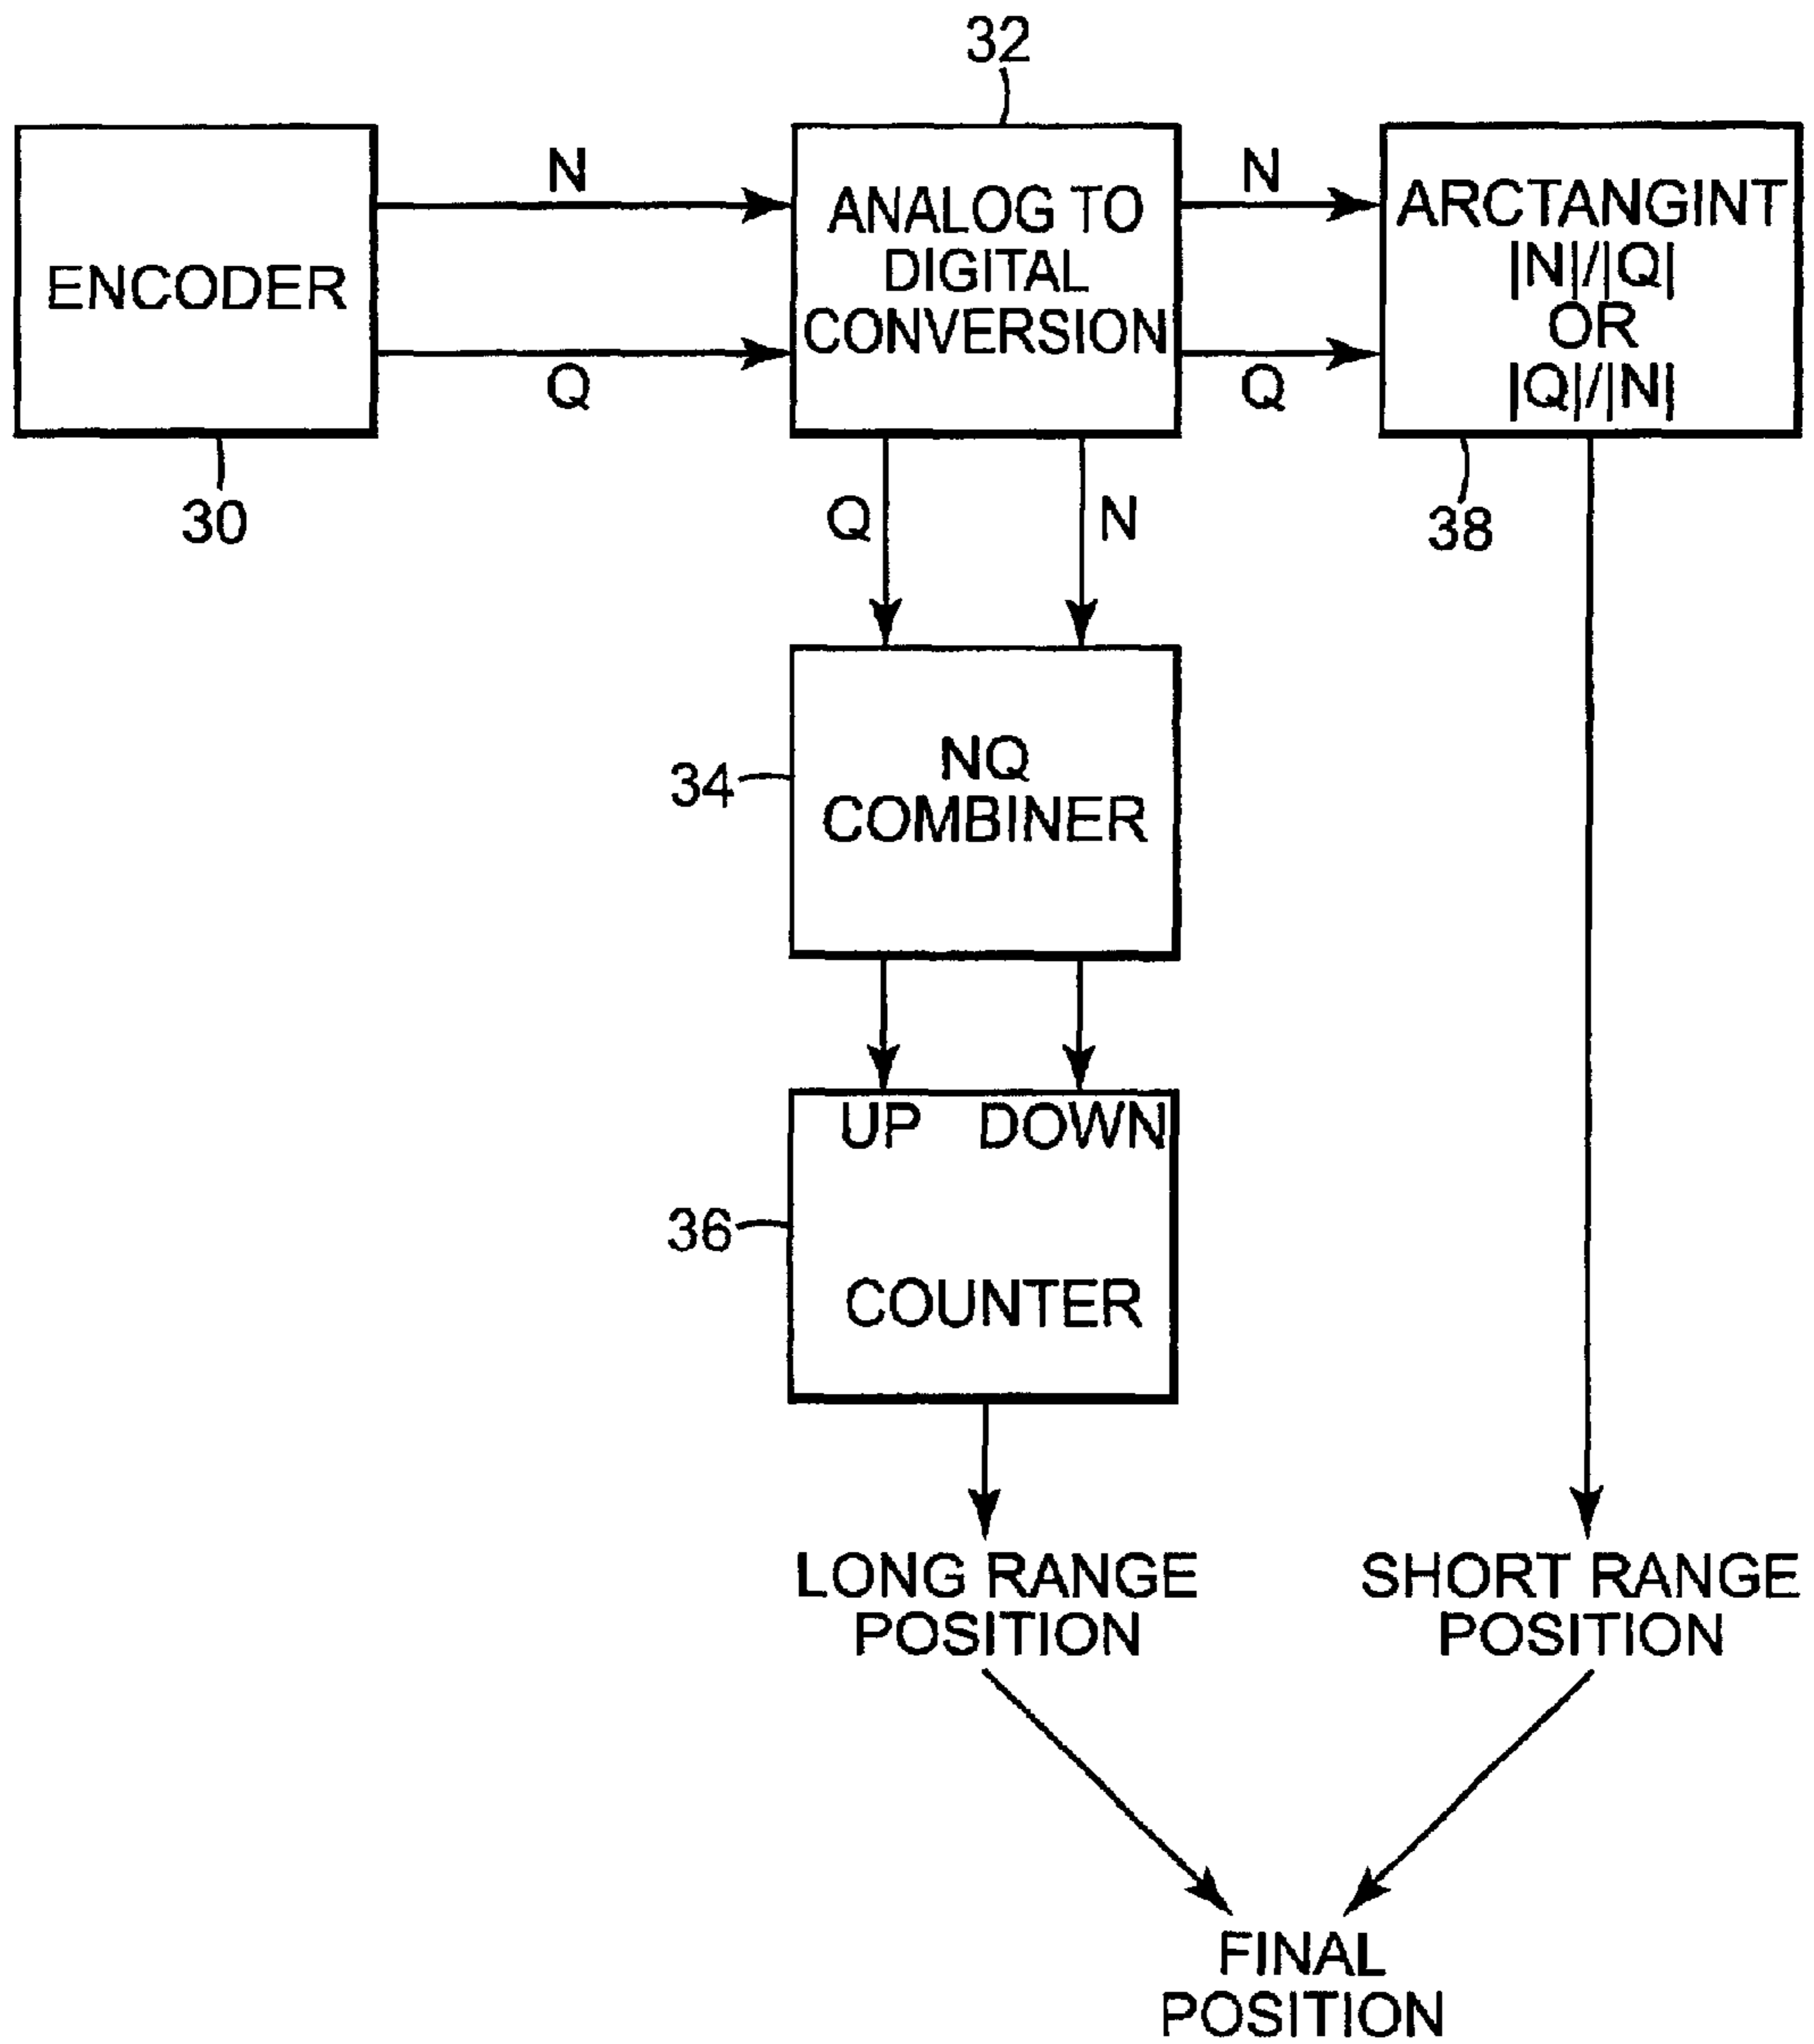 32
ENCODER
30
N
Q
ANALOG TO
DIGITAL
CONVERSION
N
Q
ARCTANGINT
|N|/|Q|
OR
|Q|/|N|
38
Q
N
34
NQ
COMBINER
UP DOWN
36
COUNTER
LONG RANGE
POSITION
SHORT RANGE
POSITION
FINAL
POSITION